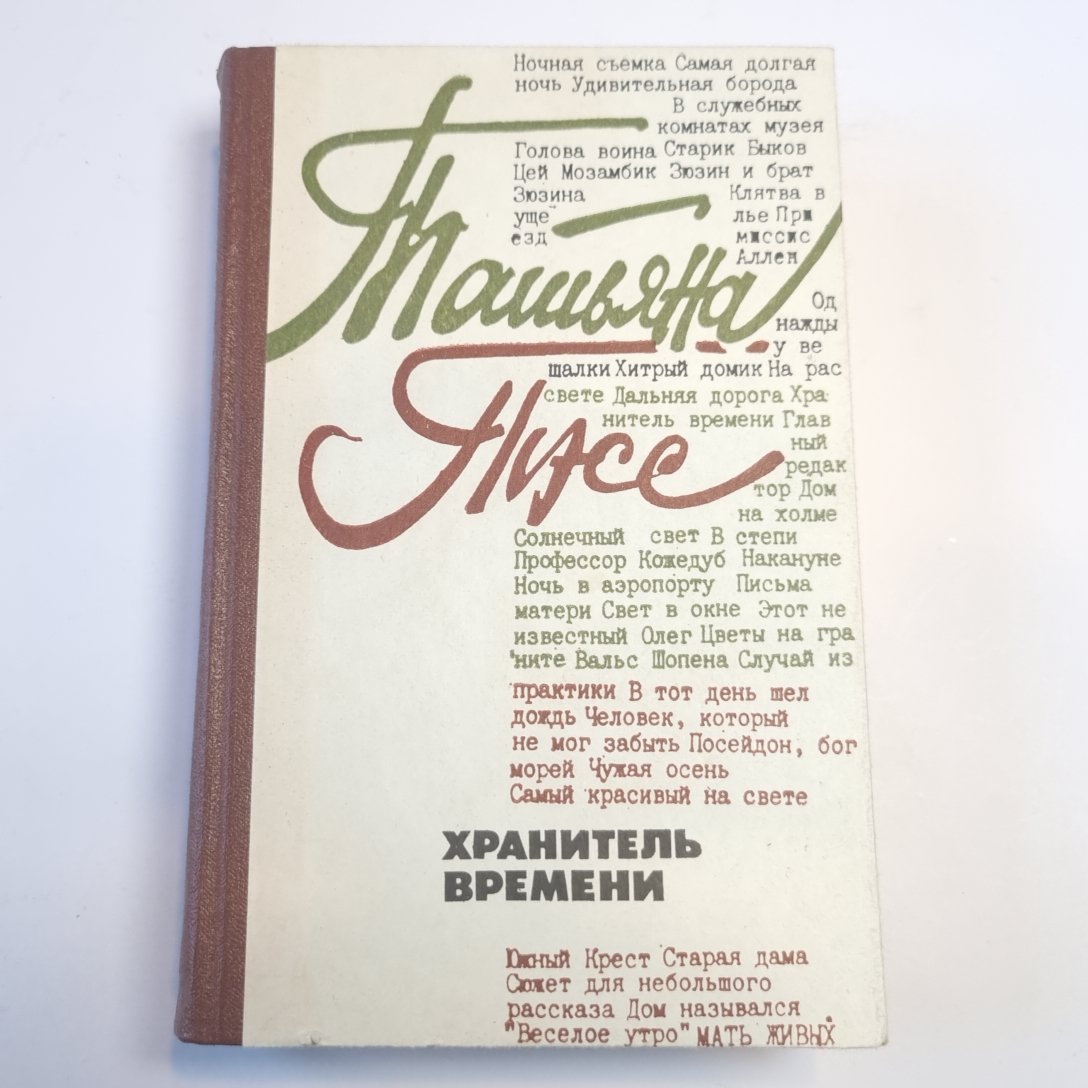 Ночная съемка Самая долгая
ночь Удивительная борода
В служебных
комнатах музея
Голова воина Старик Быков
Цей Мозамбик Зюзин и брат
Зюзина Клятва в
уще лье При
езд миссис
Аллен
Татьяна
Од
нажды
у ве
шалки Хитрый домик На рас
свете Дальняя дорога Хра
нитель времени Глав
ный
Тэсс
редак
тор Дом
на холме
Солнечный свет В степи
Профессор Кожедуб Накануне
Ночь в аэропорту Письма
матери Свет в окне Этот не
известный Олег Цветы на гра
ните Вальс Шопена Случай из
практики В тот день шел
дождь Человек, который
не мог забыть Посейдон, бог
морей Чужая осень
Самый красивый на свете
ХРАНИТЕЛЬ
ВРЕМЕНИ
Южный Крест Старая дама
Сюжет для небольшого
рассказа Дом назывался
"Веселое утро" МАТЬ ЖИВЫХ